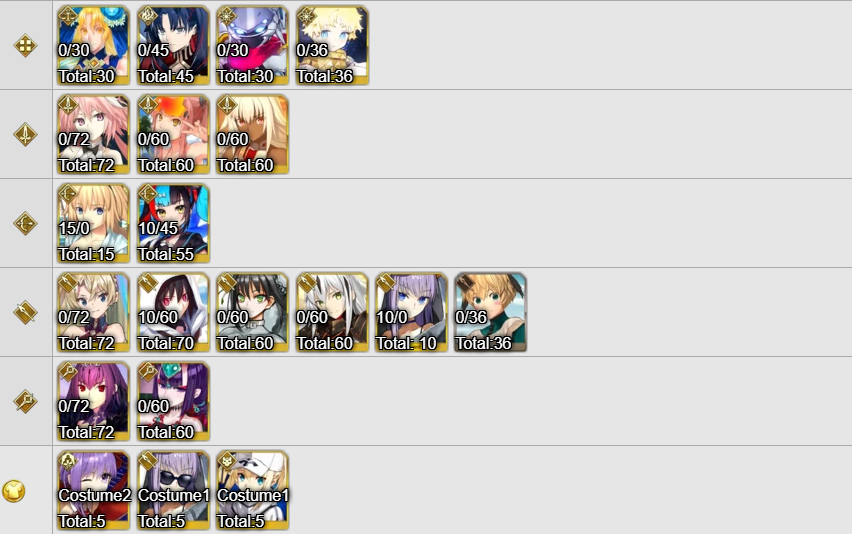 0/30 0/45 0/30 0/36
Total:30 Total:45 Total:30 Total:36
0/72 0/60 0/60
Total:72 Total:60 Total:60
15/0 10/45
Total:15 Total:55
0/72 10/60 0/60 0/60 10/0 0/36
Total:72 Total:70 Total:60 Total:60 Total: 10 Total:36
0/72 0/60
Total:72 Total:60
Costume2 Costume1 Costume1
Total:5 Total:5 Total:5